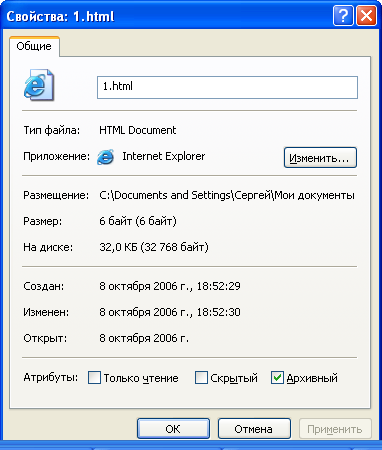 Свойства: 1.html
Общие
1.html
Тип файла: HTML Document
Приложение: Internet Explorer Изменить...
Размещение: C:\Documents and Settings\Сергей\Мои документы
Размер: 6 байт (6 байт)
На диске: 32,0 КБ (32 768 байт)
Создан: 8 октября 2006 г., 18:52:29
Изменен: 8 октября 2006 г., 18:52:30
Открыт: 8 октября 2006 г.
Атрибуты: Только чтение Скрытый Архивный
OK Отмена Применить